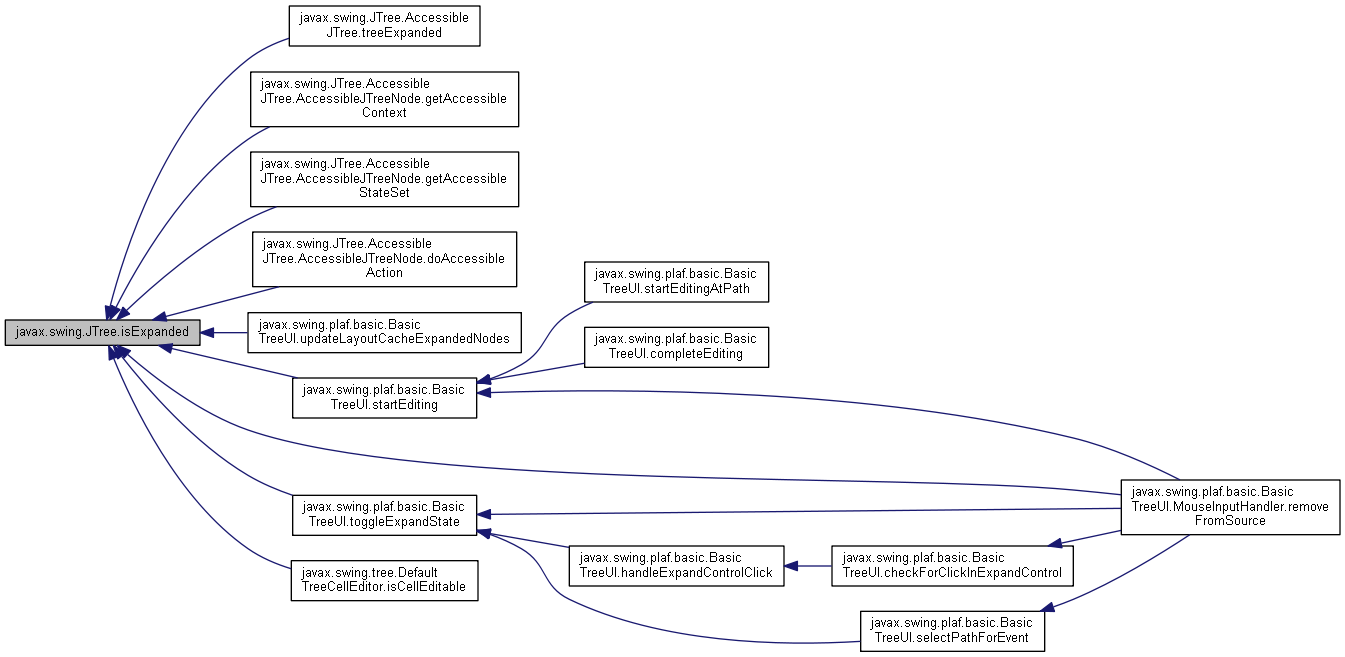 javax.swing.JTree.Accessible
JTree.treeExpanded
javax.swing.JTree.Accessible
JTree.AccessibleJTreeNode.getAccessible
Context
javax.swing.JTree.Accessible
JTree.AccessibleJTreeNode.getAccessible
StateSet
javax.swing.JTree.Accessible
JTree.AccessibleJTreeNode.doAccessible
Action
javax.swing.JTree.isExpanded
javax.swing.plaf.basic.Basic
TreeUI.updateLayoutCacheExpandedNodes
javax.swing.plaf.basic.Basic
TreeUI.startEditing
javax.swing.plaf.basic.Basic
TreeUI.startEditingAtPath
javax.swing.plaf.basic.Basic
TreeUI.completeEditing
javax.swing.plaf.basic.Basic
TreeUI.MouseInputHandler.remove
FromSource
javax.swing.plaf.basic.Basic
TreeUI.toggleExpandState
javax.swing.plaf.basic.Basic
TreeUI.handleExpandControlClick
javax.swing.plaf.basic.Basic
TreeUI.checkForClickInExpandControl
javax.swing.tree.Default
TreeCellEditor.isCellEditable
javax.swing.plaf.basic.Basic
TreeUI.selectPathForEvent